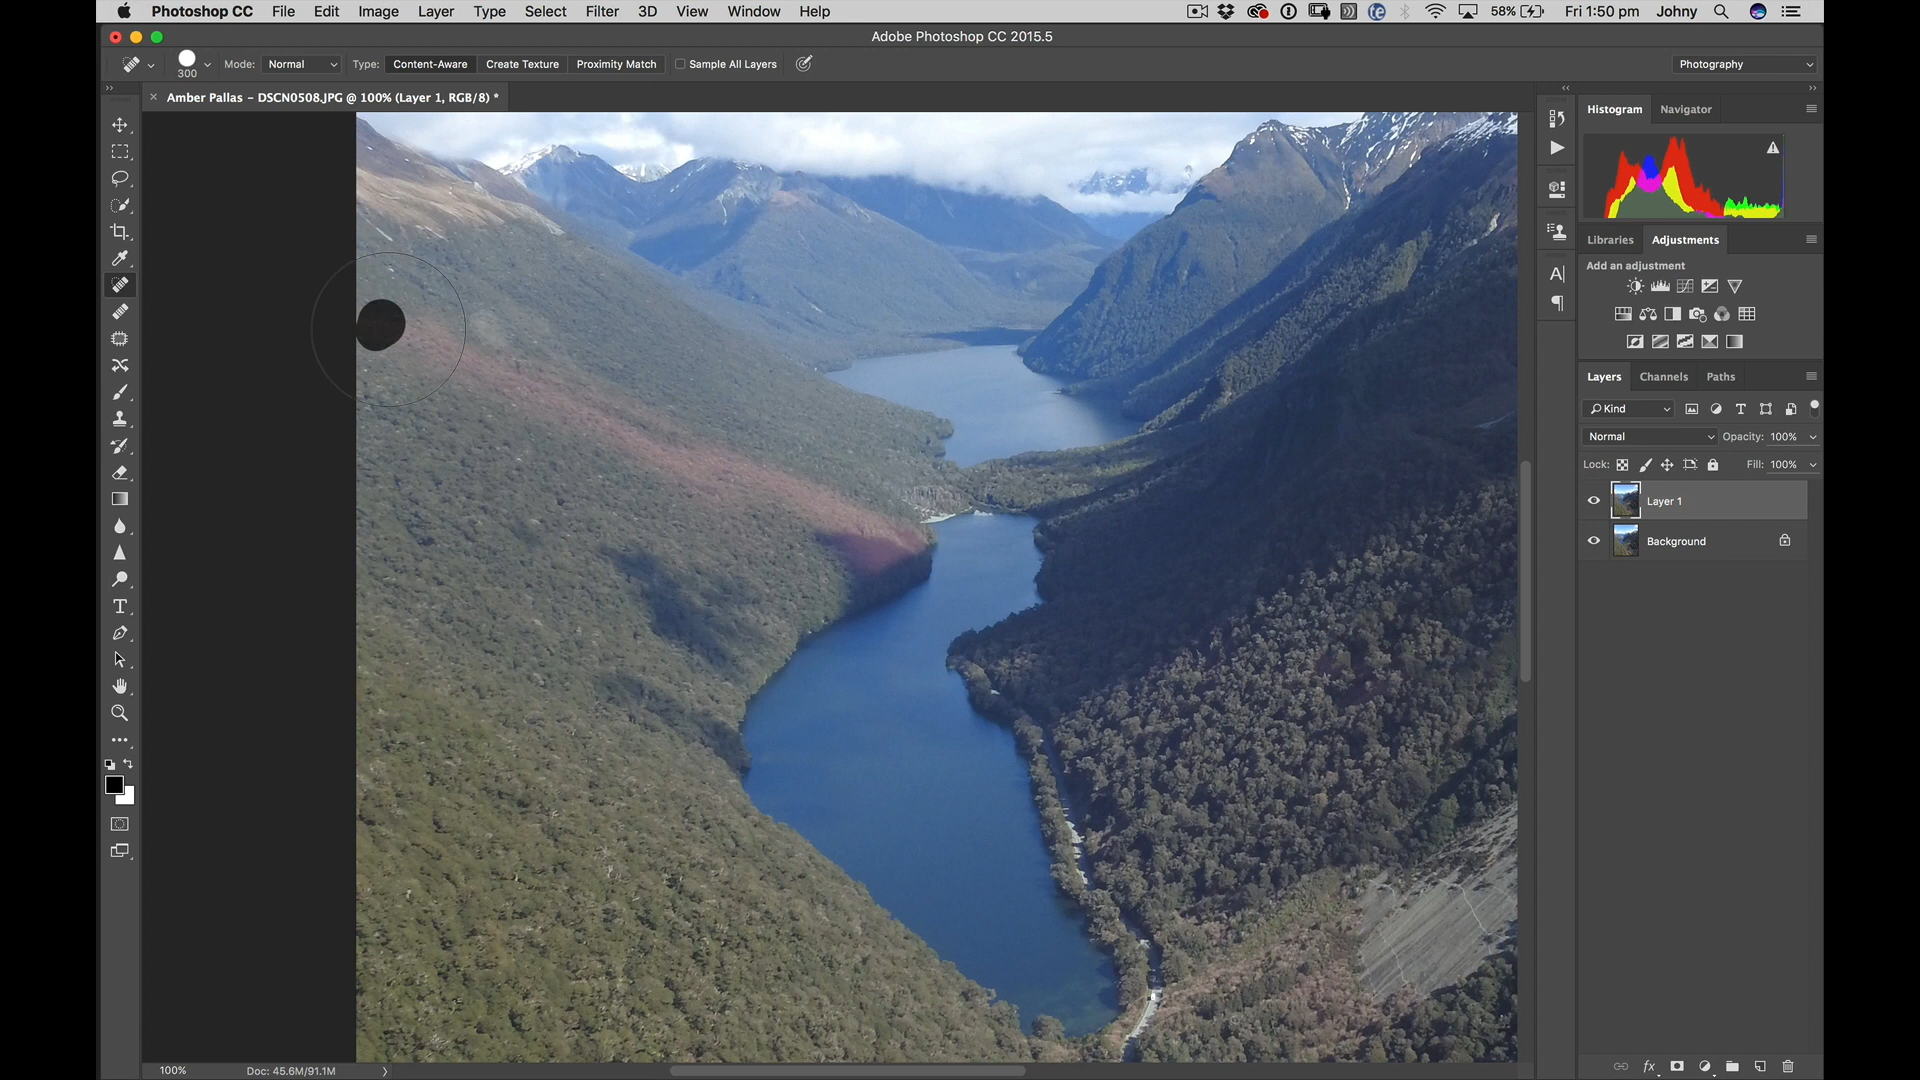 Photoshop CC File Edit Image Layer Type Select Filter 3D View Window Help 58% Fri 1:50 pm Johny
Adobe Photoshop CC 2015.5
300 Mode: Normal Type: Content-Aware Create Texture Proximity Match Sample All Layers Photography
Amber Pallas – DSCN0508.JPG @ 100% (Layer 1, RGB/8) *
Histogram Navigator
Libraries Adjustments
Add an adjustment
Layers Channels Paths
Kind
Normal Opacity: 100%
Lock: Fill: 100%
Layer 1
Background
100% Doc: 45.6M/91.1M
fx